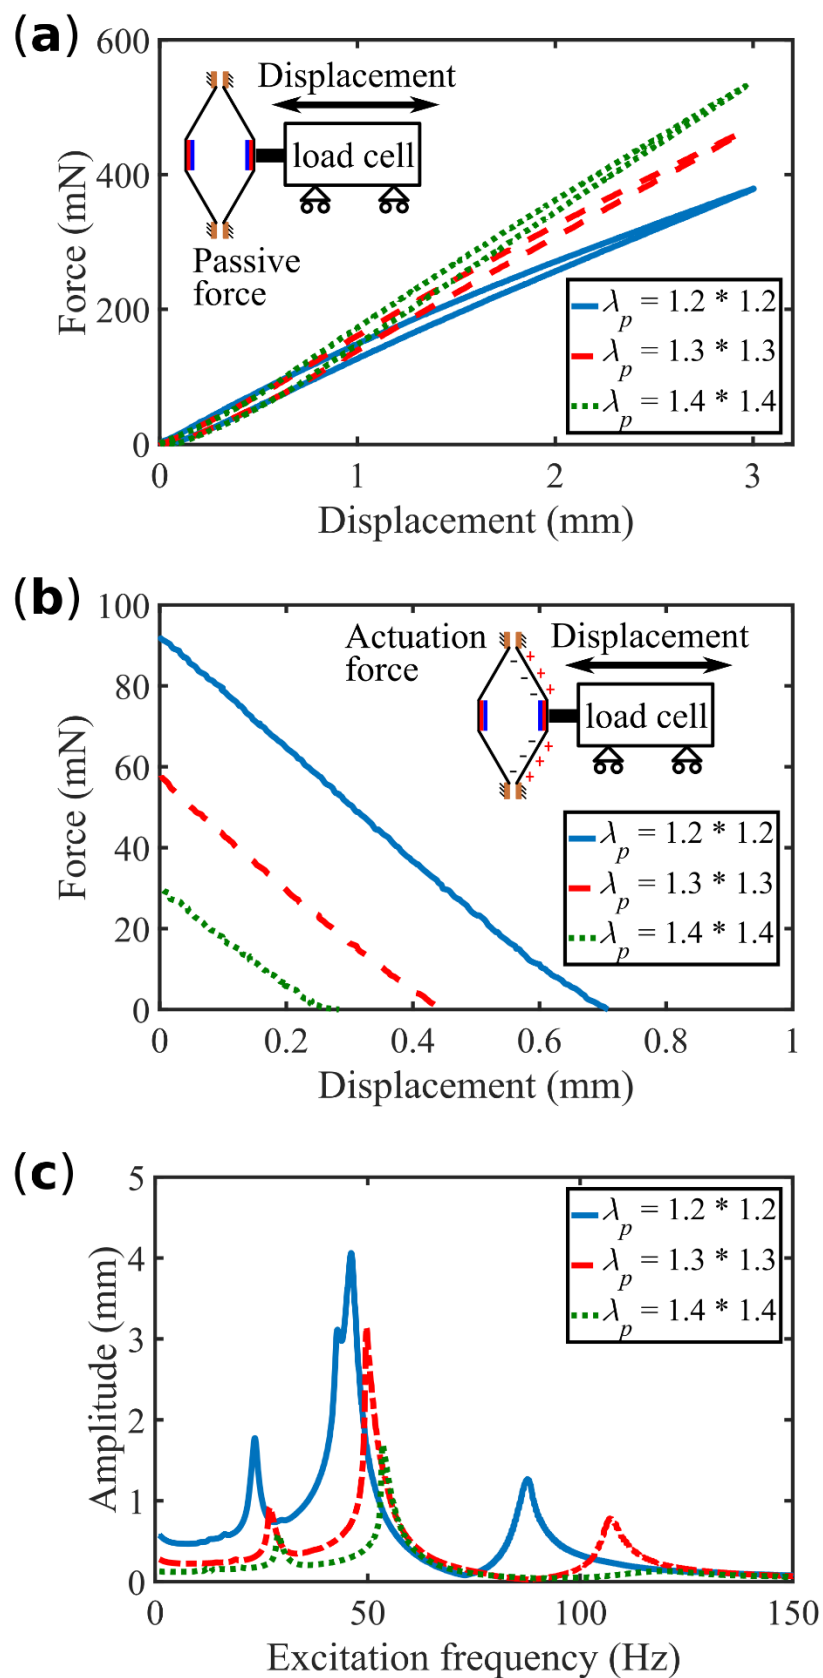 (a)
600
400
200
0
Force (mN)
Displacement
load cell
Passive
force
λp = 1.2 * 1.2
λp = 1.3 * 1.3
λp = 1.4 * 1.4
0 1 2 3
Displacement (mm)
(b)
100
80
60
40
20
0
Force (mN)
Actuation
force
Displacement
- - - - - -
+ + + + + +
load cell
λp = 1.2 * 1.2
λp = 1.3 * 1.3
λp = 1.4 * 1.4
0 0.2 0.4 0.6 0.8 1
Displacement (mm)
(c)
5
4
3
2
1
0
Amplitude (mm)
λp = 1.2 * 1.2
λp = 1.3 * 1.3
λp = 1.4 * 1.4
0 50 100 150
Excitation frequency (Hz)